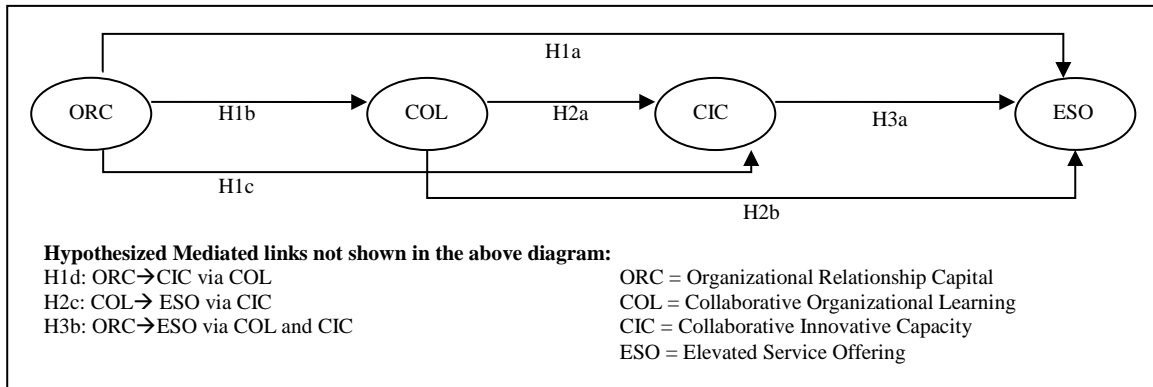 H1a
ORC COL CIC ESO
H1b H2a H3a
H1c
H2b
Hypothesized Mediated links not shown in the above diagram:
H1d: ORC→CIC via COL
H2c: COL→ ESO via CIC
H3b: ORC→ESO via COL and CIC
ORC = Organizational Relationship Capital
COL = Collaborative Organizational Learning
CIC = Collaborative Innovative Capacity
ESO = Elevated Service Offering